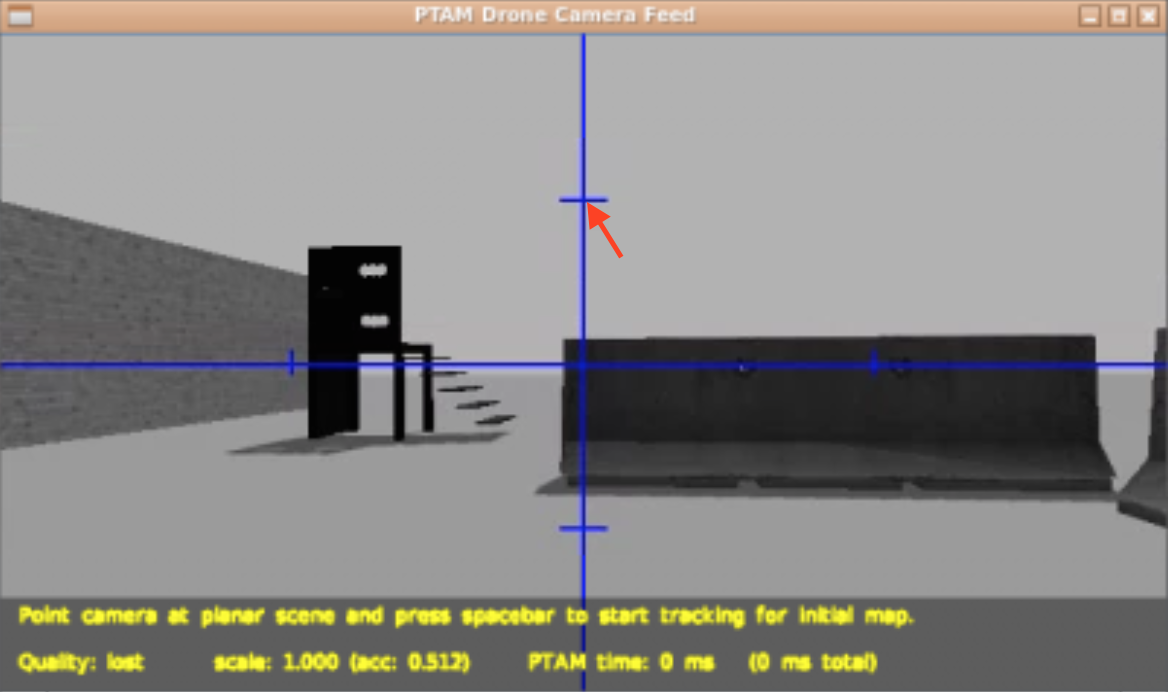 PTAM Drone Camera Feed
Point camera at planar scene and press spacebar to start tracking for initial map.
Quality: lost scale: 1.000 (acc: 0.512) PTAM time: 0 ms (0 ms total)